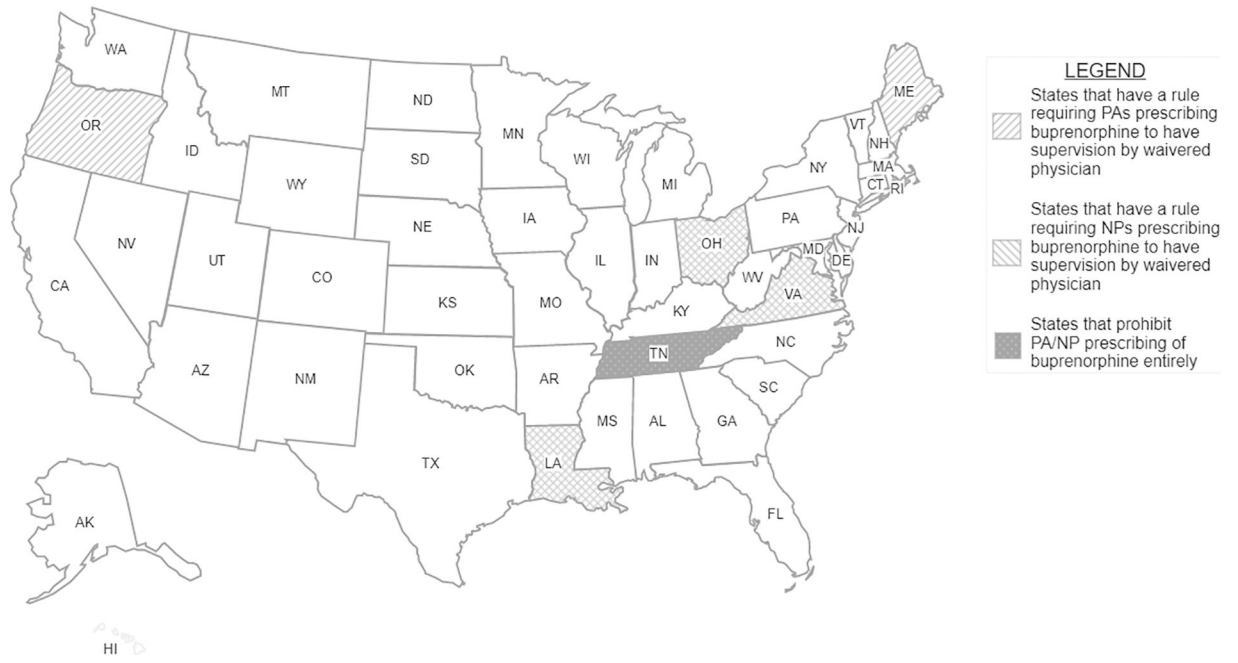 WA
MT
ND
MN
OR
ID
SD
WI
MI
WY
NE
IA
NV
UT
CO
CA
KS
MO
IL
IN
OH
KY
WV
VA
PA
NY
VT
NH
ME
MA
CT
RI
NJ
MD
DE
AZ
NM
OK
AR
TN
NC
SC
MS
AL
GA
TX
LA
FL
AK
HI
LEGEND
States that have a rule
requiring PAs prescribing
buprenorphine to have
supervision by waivered
physician
States that have a rule
requiring NPs prescribing
buprenorphine to have
supervision by waivered
physician
States that prohibit
PA/NP prescribing of
buprenorphine entirely